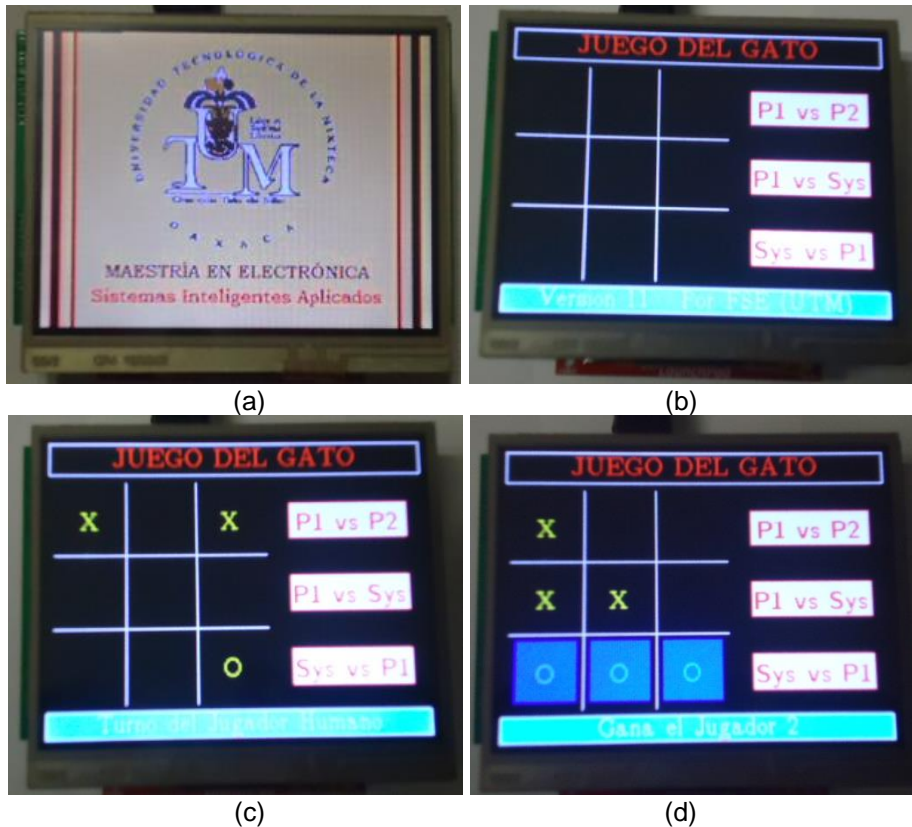 UNIVERSIDAD TECNOLOGICA DE LA MIXTECA
UTM
OAXACA
MAESTRÍA EN ELECTRÓNICA
Sistemas Inteligentes Aplicados
(a)
JUEGO DEL GATO
P1 vs P2
P1 vs Sys
Sys vs P1
Version 11 For FSE (UTM)
(b)
JUEGO DEL GATO
X X P1 vs P2
P1 vs Sys
O Sys vs P1
Turno del Jugador Humano
(c)
JUEGO DEL GATO
X P1 vs P2
X X P1 vs Sys
O O O Sys vs P1
Gana el Jugador 2
(d)